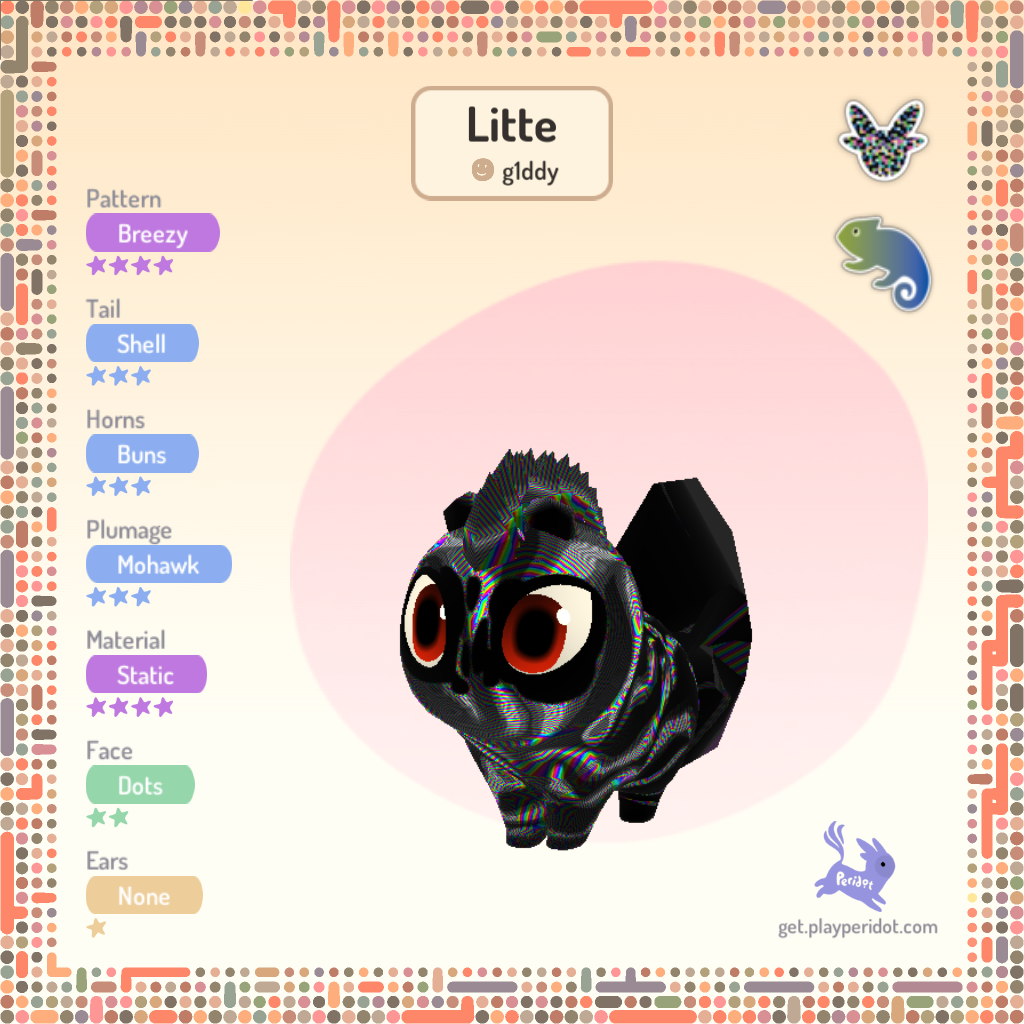 Litte
g1ddy
Pattern
Breezy
Tail
Shell
Horns
Buns
Plumage
Mohawk
Material
Static
Face
Dots
Ears
None
Peridot
get.playperidot.com